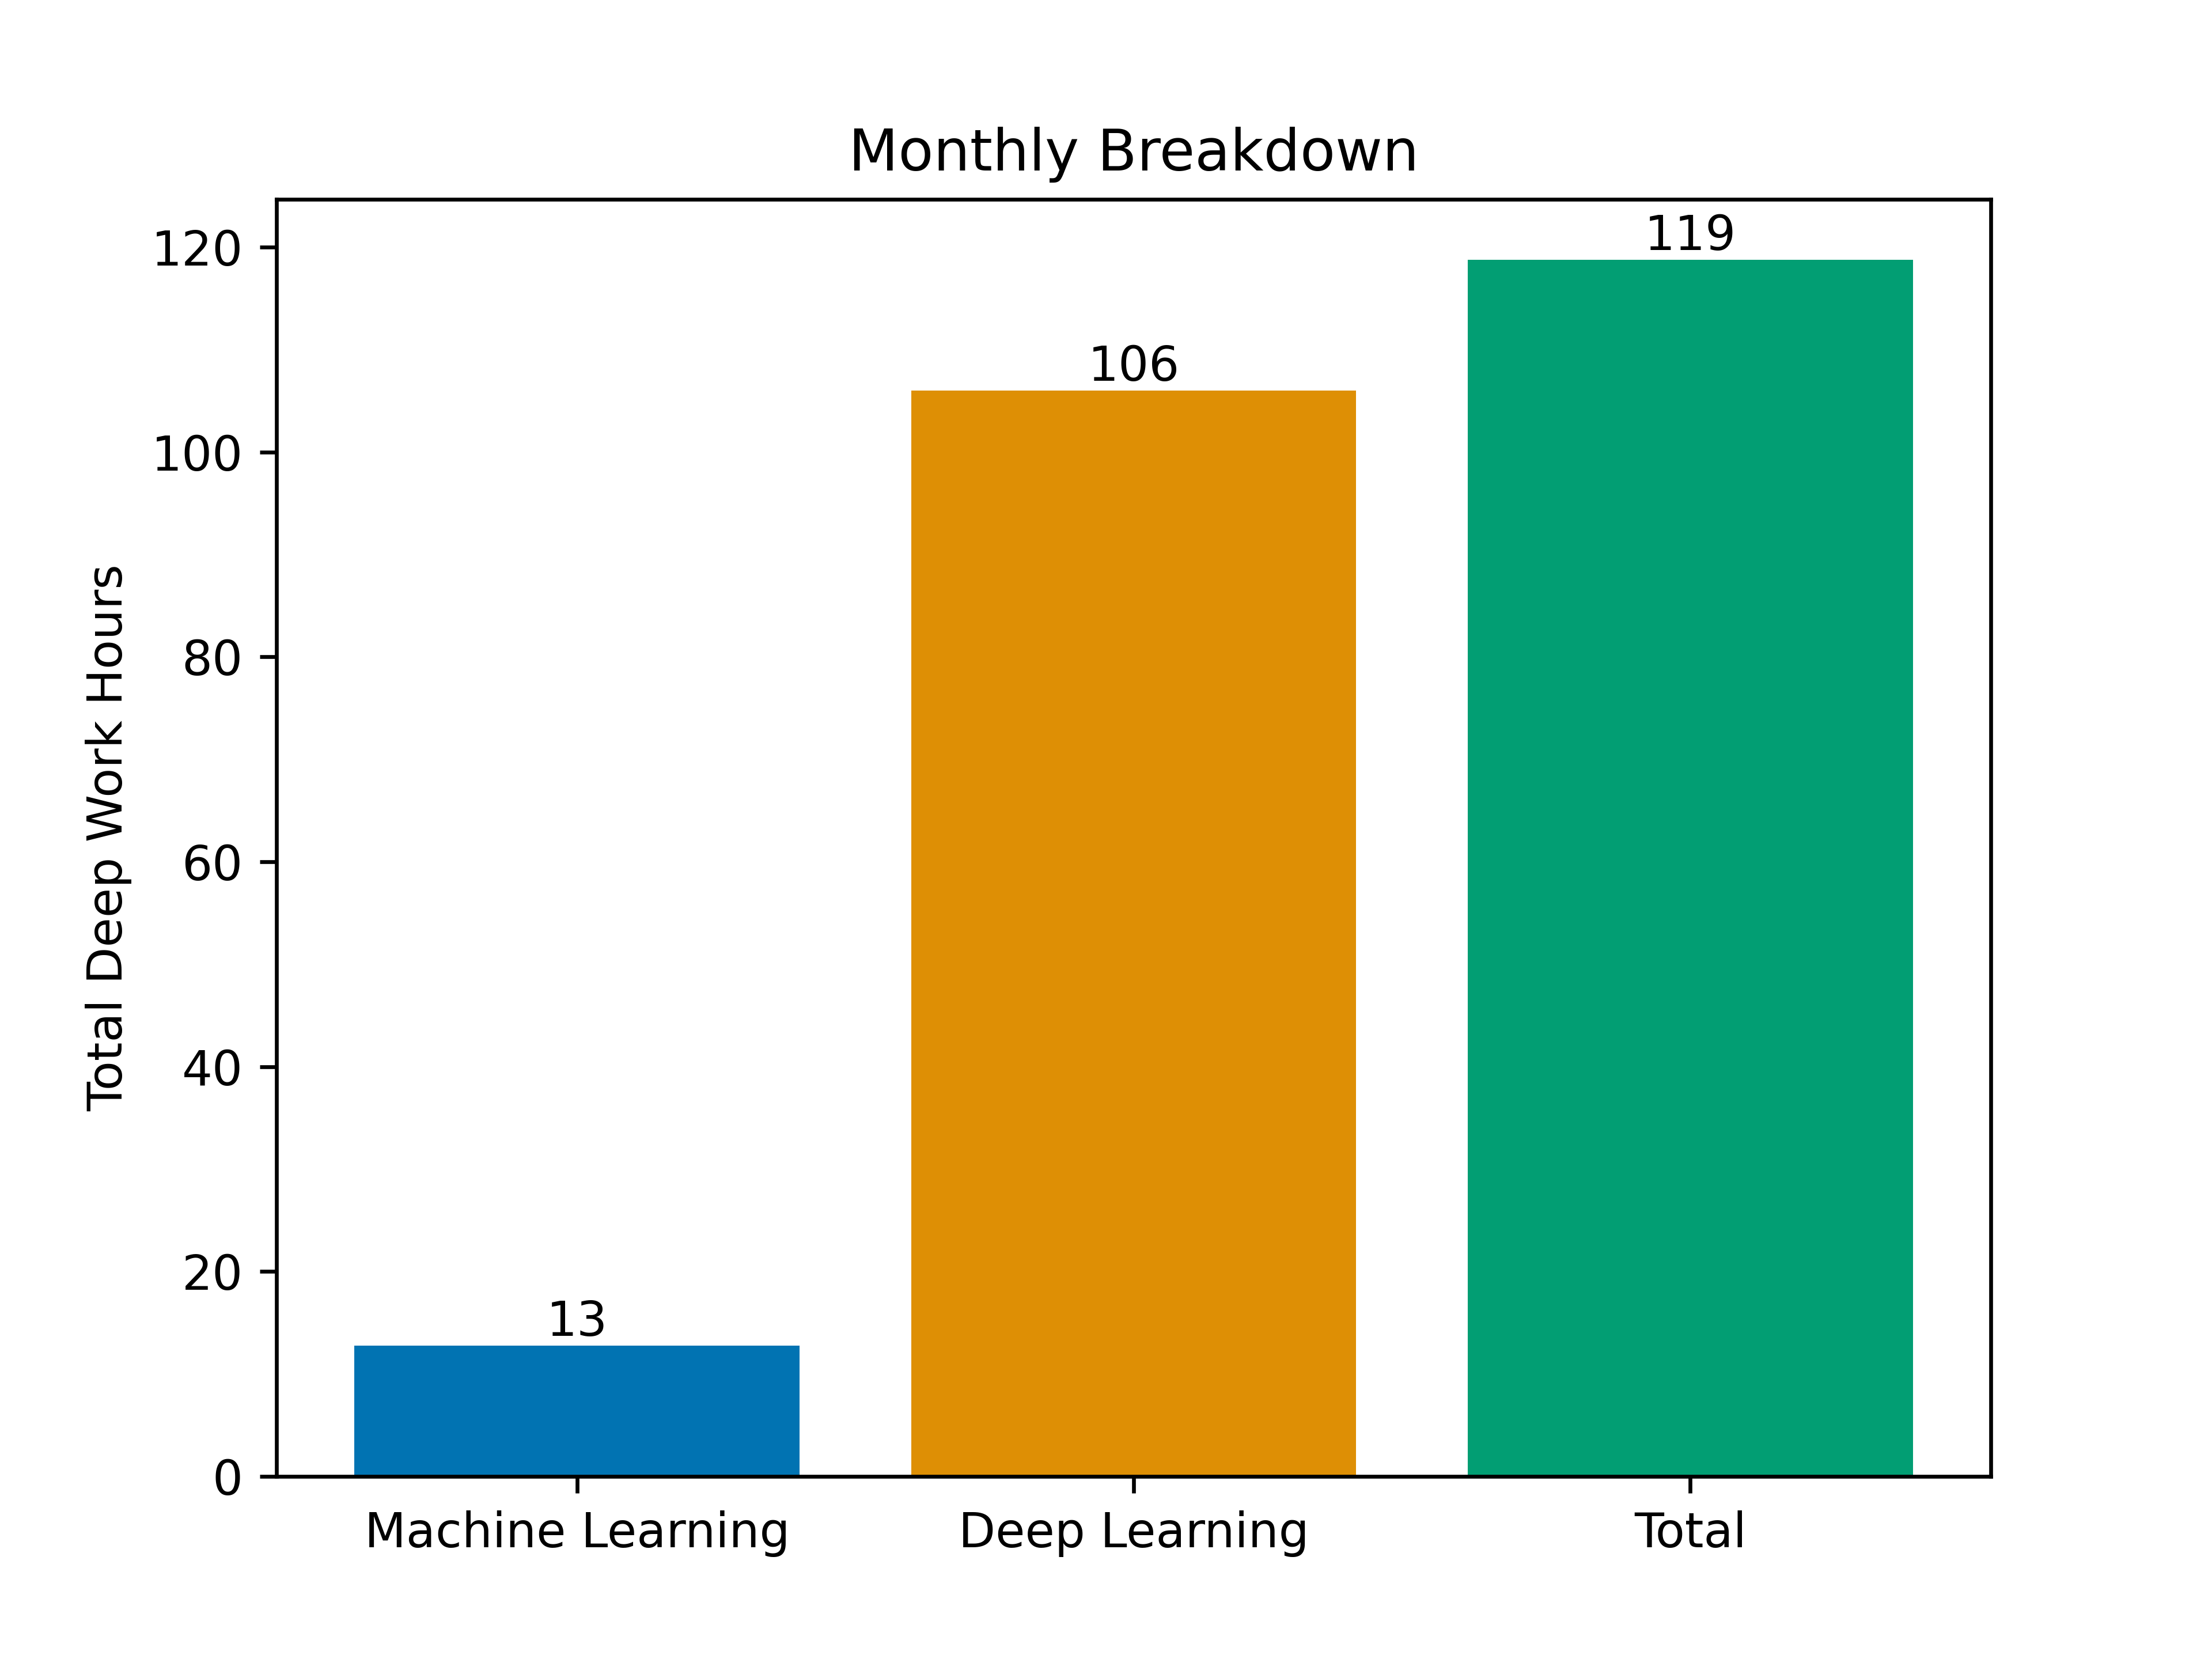 Monthly Breakdown
119
120
106
100
80
60
40
20
13
0
Total Deep Work Hours
Machine Learning
Deep Learning
Total